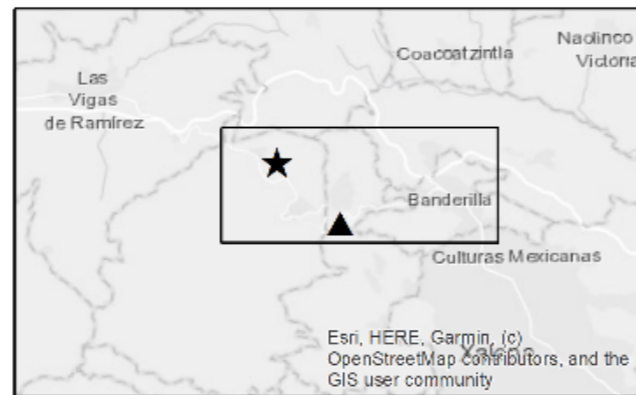 Naolinco
Victoria
Coacoatzintla
Las
Vigas
de Ramírez
Banderilla
Culturas Mexicanas
Esri, HERE, Garmin, (c)
Xalapa
OpenStreetMap contributors, and the
GIS user community